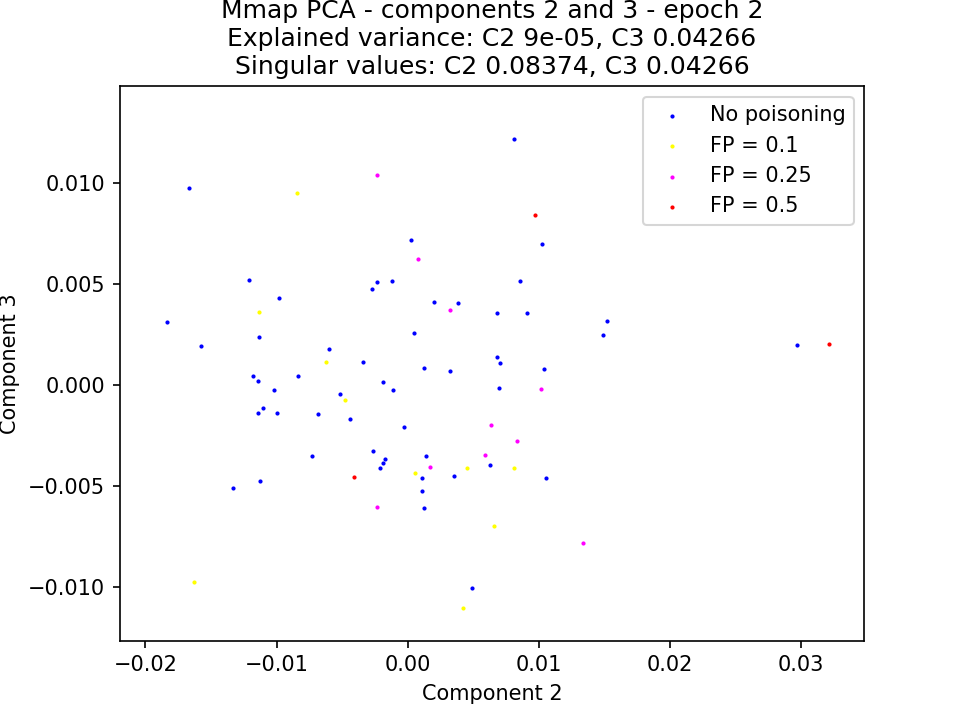 Mmap PCA - components 2 and 3 - epoch 2
Explained variance: C2 9e-05, C3 0.04266
Singular values: C2 0.08374, C3 0.04266
No poisoning
FP = 0.1
FP = 0.25
FP = 0.5
0.010
0.005
0.000
−0.005
−0.010
Component 3
−0.02
−0.01
0.00
0.01
0.02
0.03
Component 2